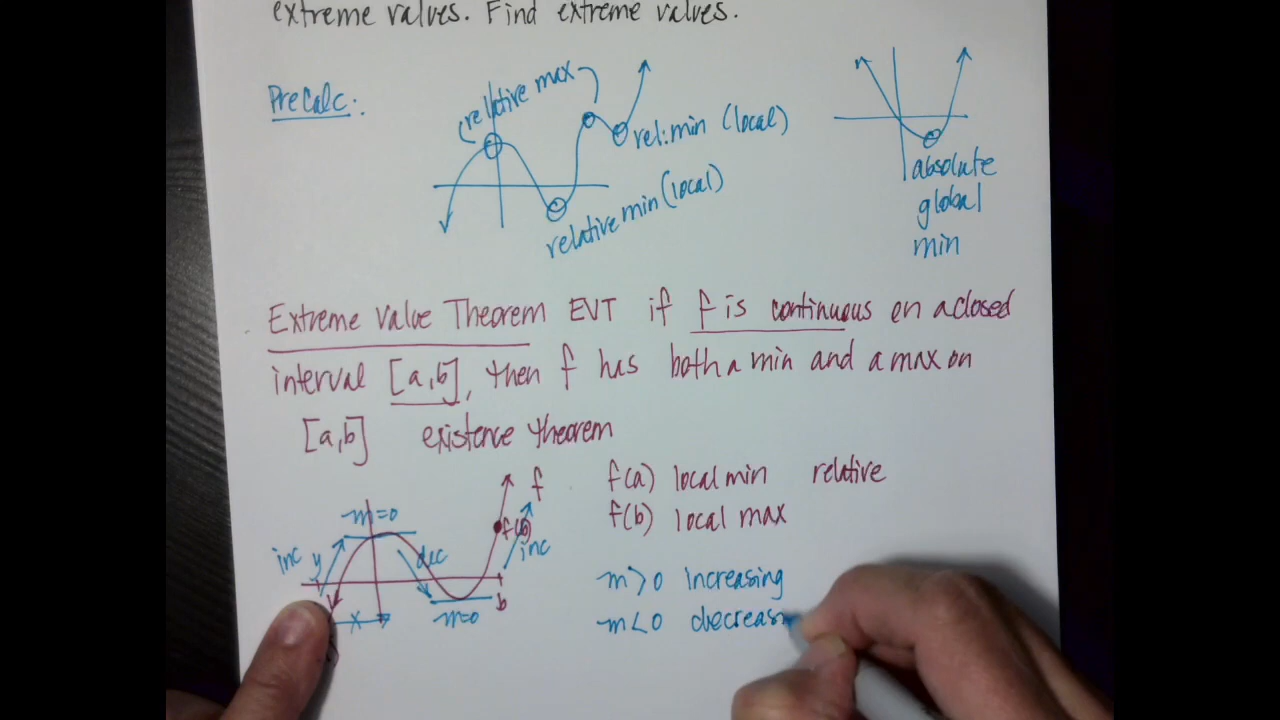 extreme values. Find extreme values.
PreCalc:
(relative max
rel. min (local)
relative min (local)
absolute
global
min
Extreme Value Theorem EVT if f is continuous on a closed
interval [a,b], then f has both a min and a max on
[a,b] existence theorem
f(a) local min relative
f(b) local max
f
m=0
f(b)
inc y
dec
inc
x
m=0
b
m>0 increasing
m<0 decreasin